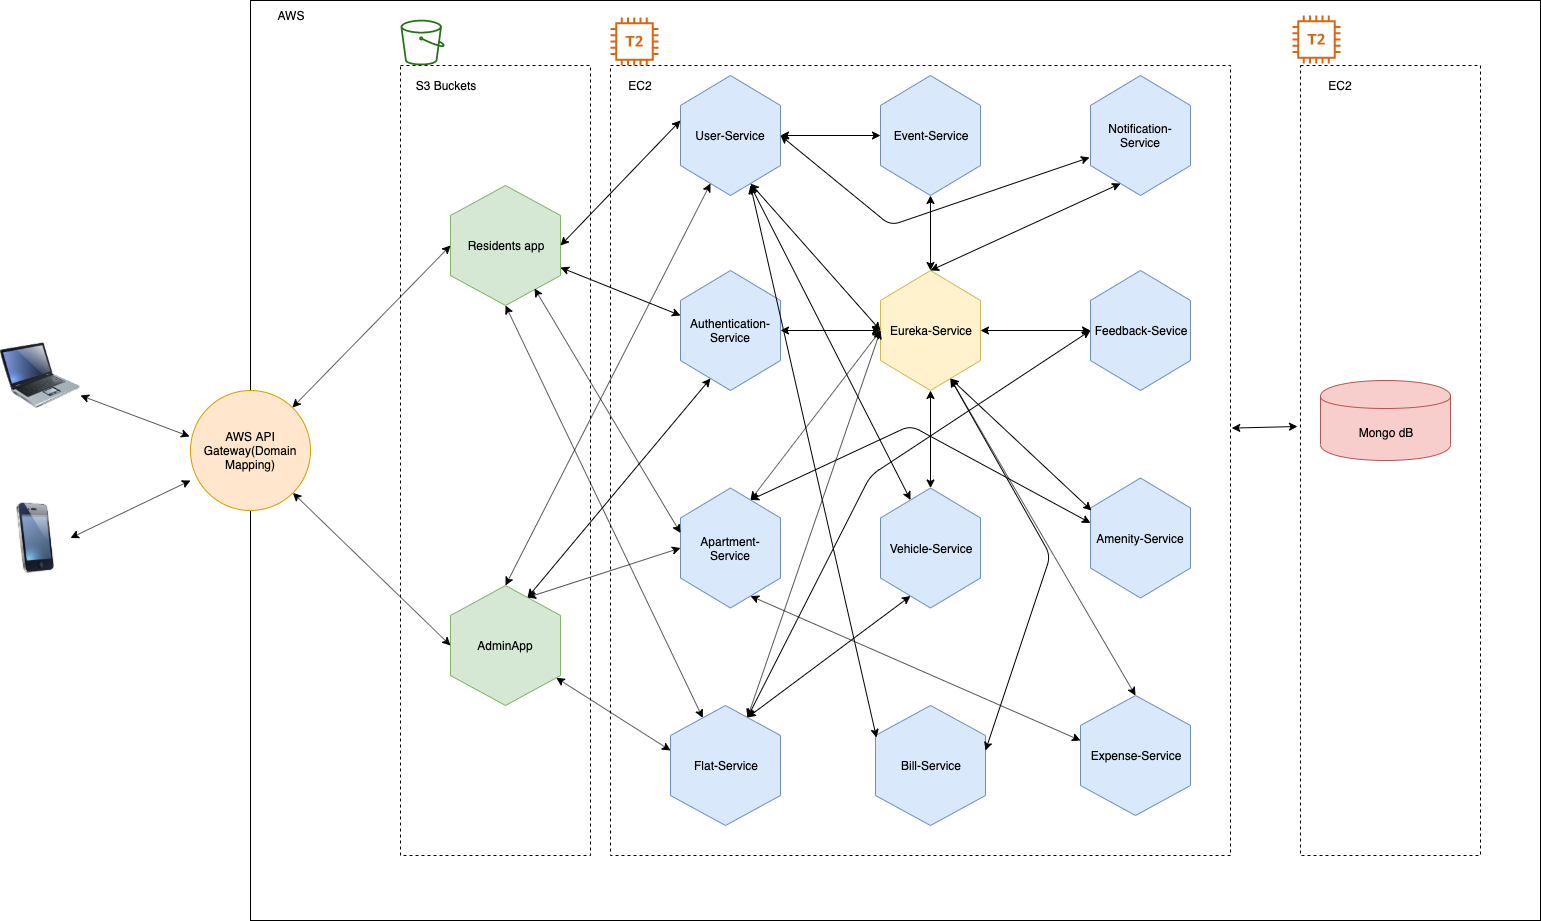 AWS
T2
T2
S3 Buckets
EC2
EC2
User-Service
Event-Service
Notification-
Service
Residents app
Authentication-
Service
Eureka-Service
Feedback-Sevice
AWS API
Gateway(Domain
Mapping)
Mongo dB
Apartment-
Service
Vehicle-Service
Amenity-Service
AdminApp
Flat-Service
Bill-Service
Expense-Service